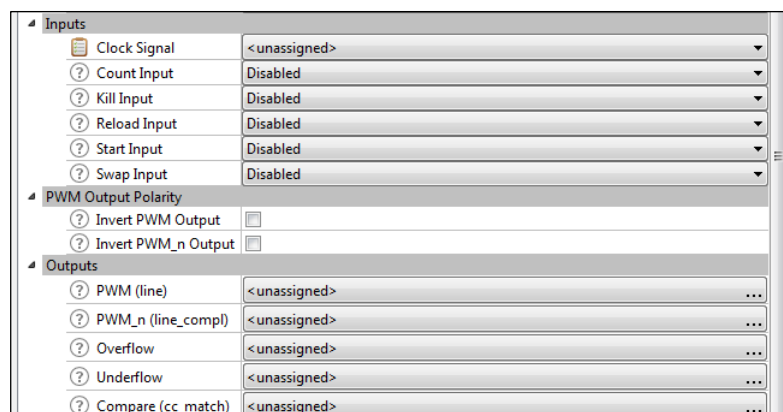 Inputs
Clock Signal <unassigned>
? Count Input Disabled
? Kill Input Disabled
? Reload Input Disabled
? Start Input Disabled
? Swap Input Disabled
PWM Output Polarity
? Invert PWM Output
? Invert PWM_n Output
Outputs
? PWM (line) <unassigned> ...
? PWM_n (line_compl) <unassigned> ...
? Overflow <unassigned> ...
? Underflow <unassigned> ...
? Compare (cc_match) <unassigned> ...